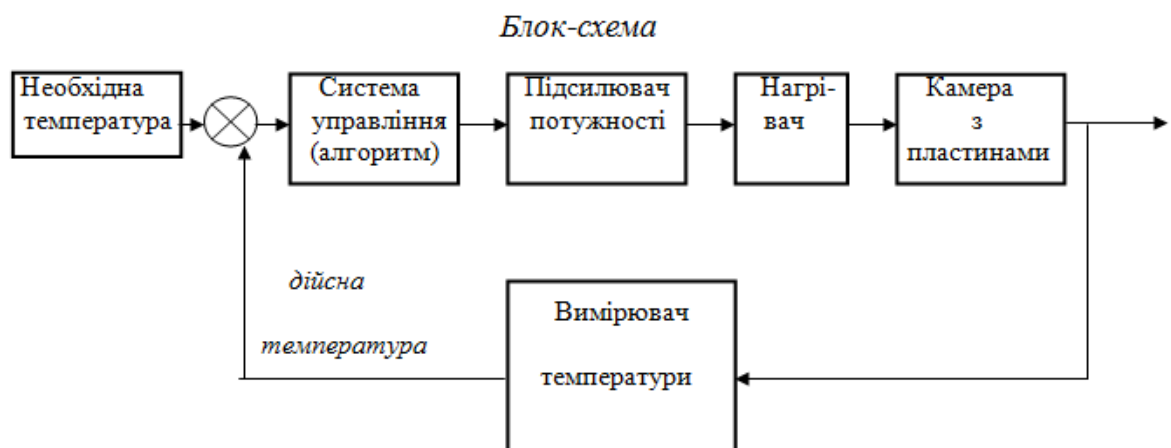 Блок-схема
Необхідна
температура
Система
управління
(алгоритм)
Підсилювач
потужності
Нагрі-
вач
Камера
з
пластинами
дійсна
температура
Вимірювач
температури